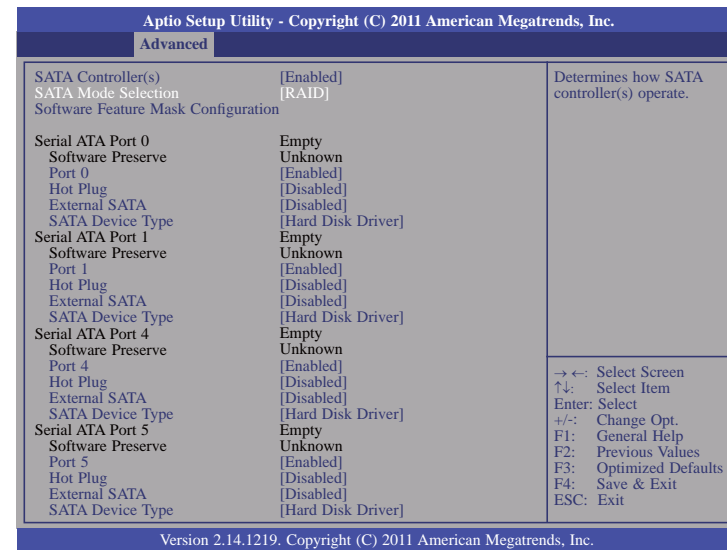 Aptio Setup Utility - Copyright (C) 2011 American Megatrends, Inc.
Advanced
SATA Controller(s) [Enabled]
SATA Mode Selection [RAID]
Software Feature Mask Configuration
Serial ATA Port 0 Empty
Software Preserve Unknown
Port 0 [Enabled]
Hot Plug [Disabled]
External SATA [Disabled]
SATA Device Type [Hard Disk Driver]
Serial ATA Port 1 Empty
Software Preserve Unknown
Port 1 [Enabled]
Hot Plug [Disabled]
External SATA [Disabled]
SATA Device Type [Hard Disk Driver]
Serial ATA Port 4 Empty
Software Preserve Unknown
Port 4 [Enabled]
Hot Plug [Disabled]
External SATA [Disabled]
SATA Device Type [Hard Disk Driver]
Serial ATA Port 5 Empty
Software Preserve Unknown
Port 5 [Enabled]
Hot Plug [Disabled]
External SATA [Disabled]
SATA Device Type [Hard Disk Driver]
Determines how SATA
controller(s) operate.
→ ←: Select Screen
↑↓: Select Item
Enter: Select
+/-: Change Opt.
F1: General Help
F2: Previous Values
F3: Optimized Defaults
F4: Save & Exit
ESC: Exit
Version 2.14.1219. Copyright (C) 2011 American Megatrends, Inc.